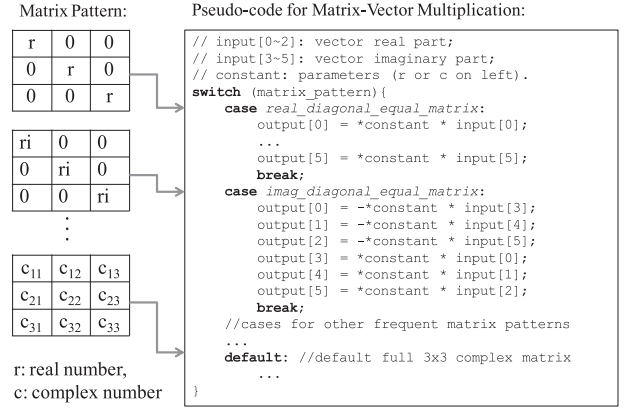 Matrix Pattern:
r 0 0
0 r 0
0 0 r
ri 0 0
0 ri 0
0 0 ri
⋮
c11 c12 c13
c21 c22 c23
c31 c32 c33
r: real number,
c: complex number
Pseudo-code for Matrix-Vector Multiplication:
// input[0~2]: vector real part;
// input[3~5]: vector imaginary part;
// constant: parameters (r or c on left).
switch (matrix_pattern){
case real_diagonal_equal_matrix:
output[0] = *constant * input[0];
...
output[5] = *constant * input[5];
break;
case imag_diagonal_equal_matrix:
output[0] = -*constant * input[3];
output[1] = -*constant * input[4];
output[2] = -*constant * input[5];
output[3] = *constant * input[0];
output[4] = *constant * input[1];
output[5] = *constant * input[2];
break;
//cases for other frequent matrix patterns
...
default: //default full 3x3 complex matrix
...
}